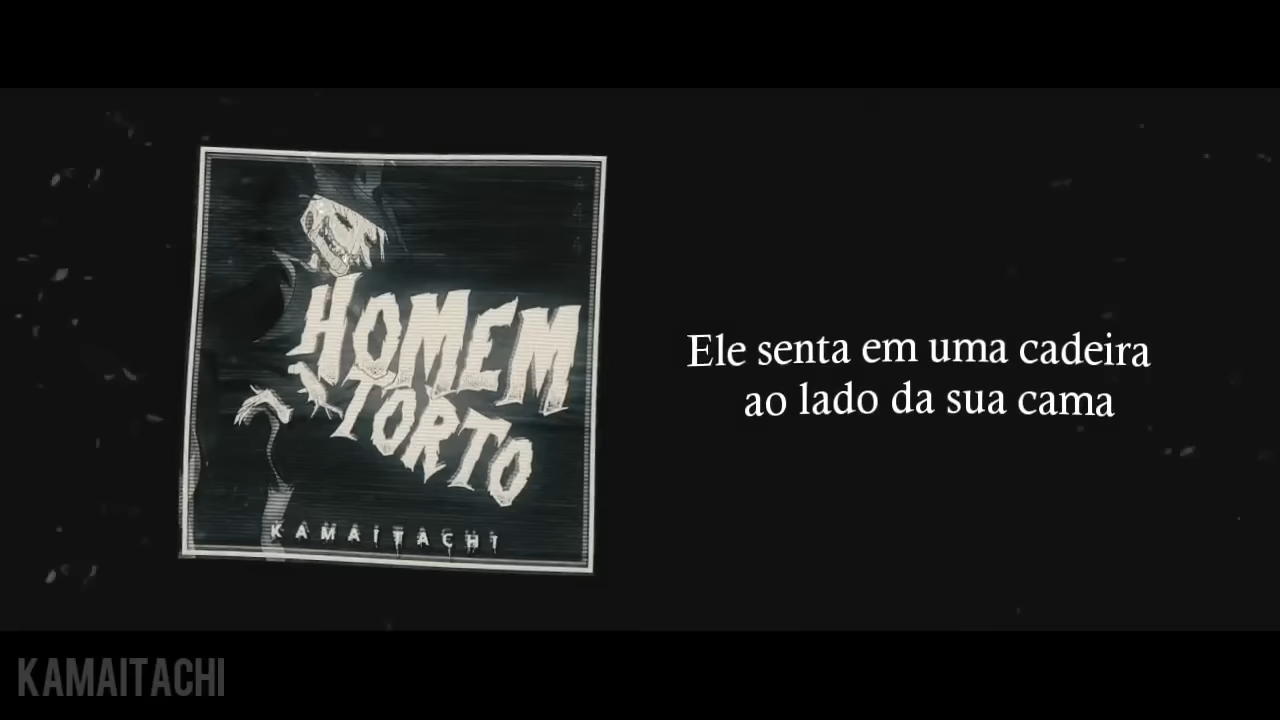 HOMEM
TORTO
KAMAITACHI
Ele senta em uma cadeira
ao lado da sua cama
KAMAITACHI